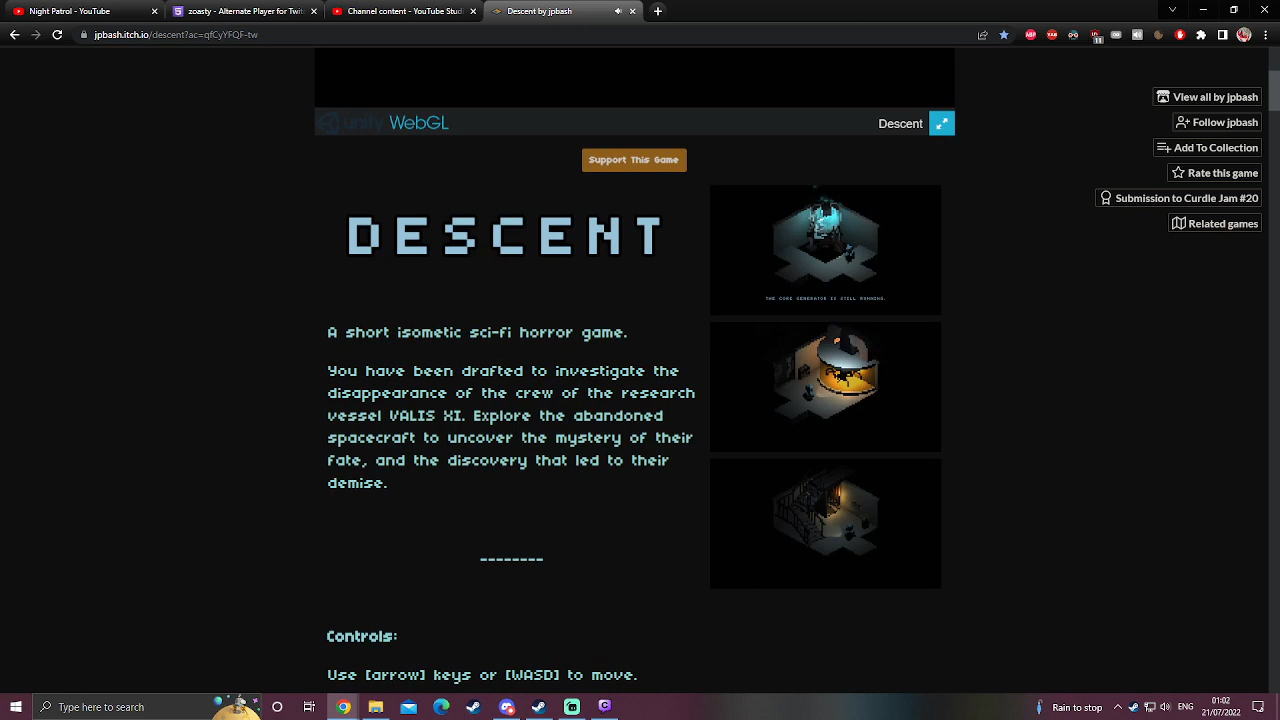 Night Patrol
zoasty - Alternate Player for Twitc
Channel content - YouTube Studi
Descent by jpbash
jpbash.itch.io/descent?ac=qfCyYFQF-tw
11
View all by jpbash
Follow jpbash
Add To Collection
Rate this game
Submission to Curdle Jam #20
Related games
unity WebGL
Descent
Support This Game
DESCENT
THE CORE GENERATOR IS STILL RUNNING.
A short isometic sci-fi horror game.
You have been drafted to investigate the
disappearance of the crew of the research
vessel VALIS XI. Explore the abandoned
spacecraft to uncover the mystery of their
fate, and the discovery that led to their
demise.
--------
Controls:
Use [arrow] keys or [WASD] to move.
Type here to search
Rain to stop
ENG
01:02
21/07/2022